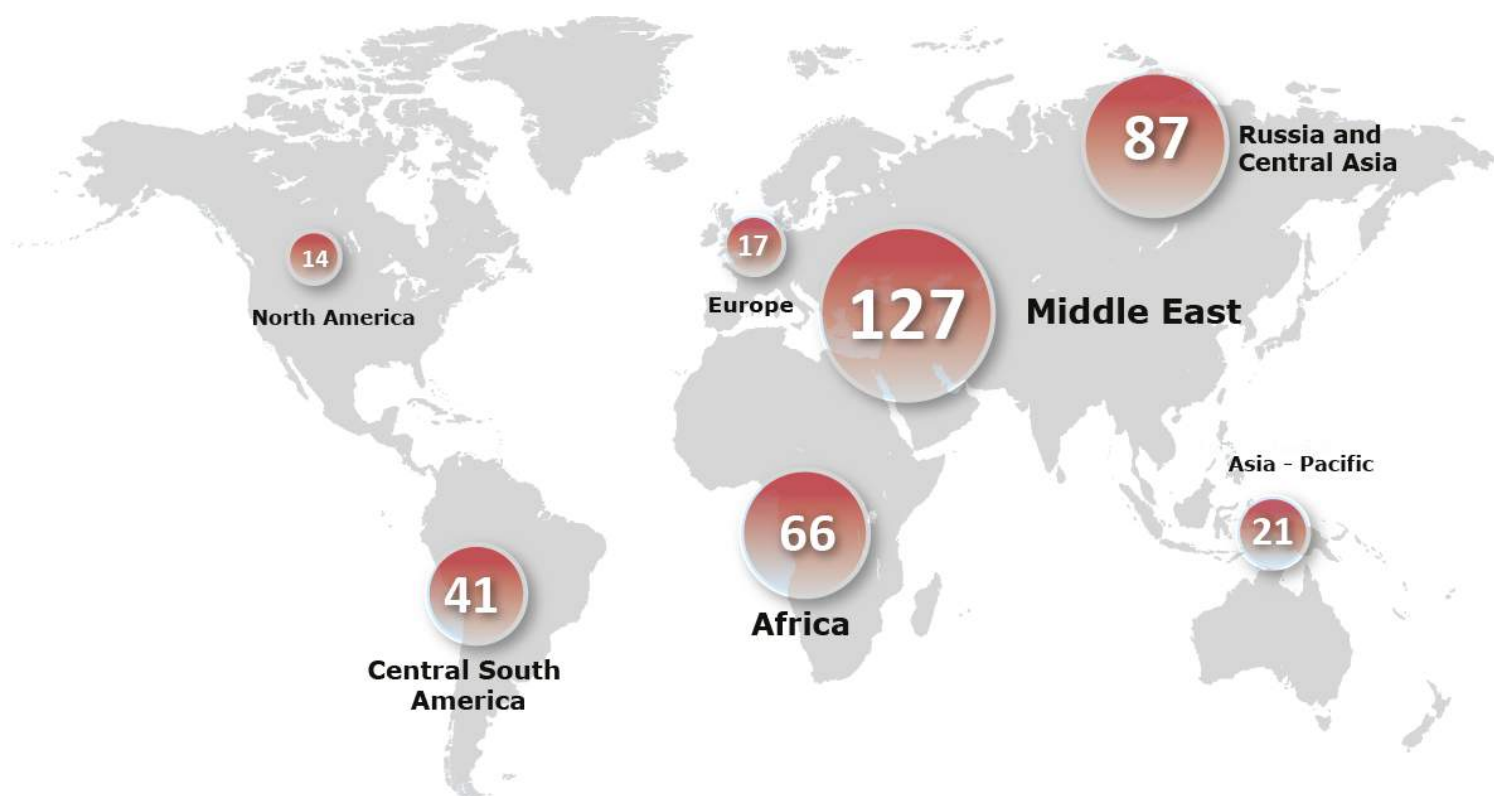 87
Russia and
Central Asia
14
North America
17
Europe
127
Middle East
Asia - Pacific
21
66
Africa
41
Central South
America